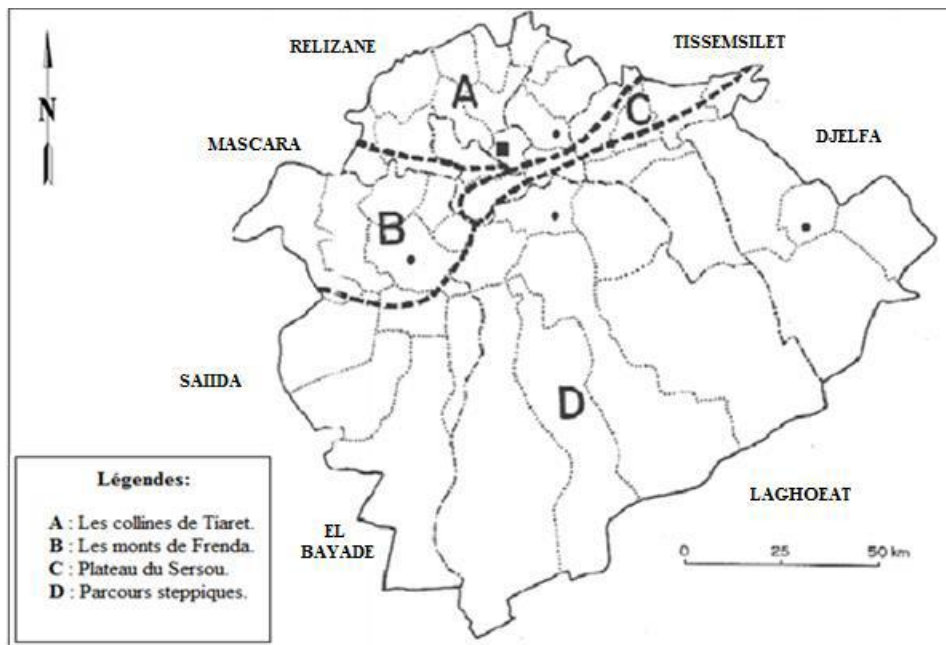 RELIZANE
TISSEMSILET
A
C
N
MASCARA
DJELFA
B
SAIIDA
D
Légendes:
A : Les collines de Tiaret.
B : Les monts de Frenda.
C : Plateau du Sersou.
D : Parcours steppiques.
EL
BAYADE
LAGHOEAT
0 25 50 km